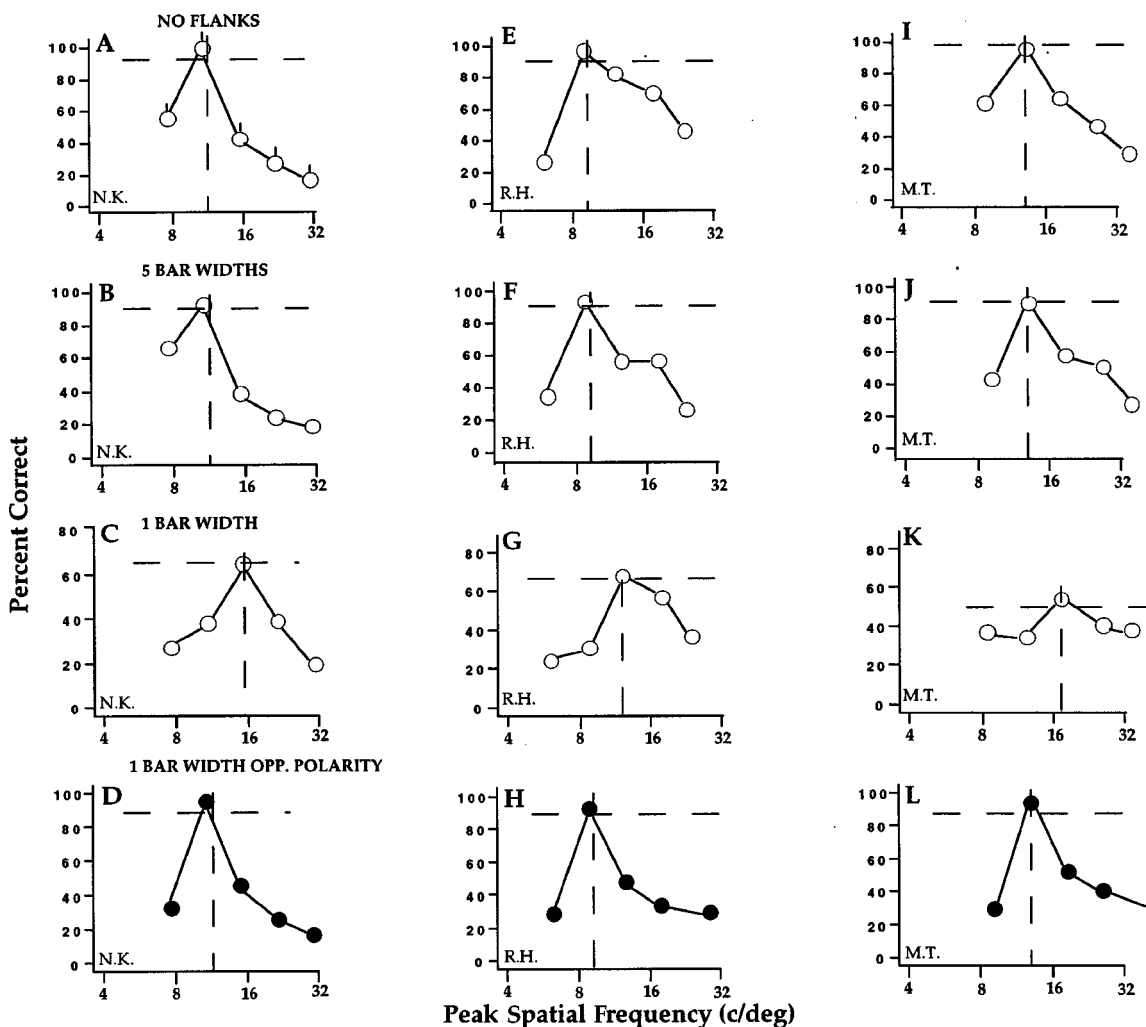 NO FLANKS
A
100
80
60
40
20
0
N.K.
4 8 16 32
E
100
80
60
40
20
0
R.H.
4 8 16 32
I
100
80
60
40
20
0
M.T.
4 8 16 32
5 BAR WIDTHS
B
100
80
60
40
20
0
N.K.
4 8 16 32
F
100
80
60
40
20
0
R.H.
4 8 16 32
J
100
80
60
40
20
0
M.T.
4 8 16 32
Percent Correct
1 BAR WIDTH
C
80
60
40
20
0
N.K.
4 8 16 32
G
80
60
40
20
0
R.H.
4 8 16 32
K
80
60
40
20
0
M.T.
4 8 16 32
1 BAR WIDTH OPP. POLARITY
D
100
80
60
40
20
0
N.K.
4 8 16 32
H
100
80
60
40
20
0
R.H.
4 8 16 32
L
100
80
60
40
20
0
M.T.
4 8 16 32
Peak Spatial Frequency (c/deg)